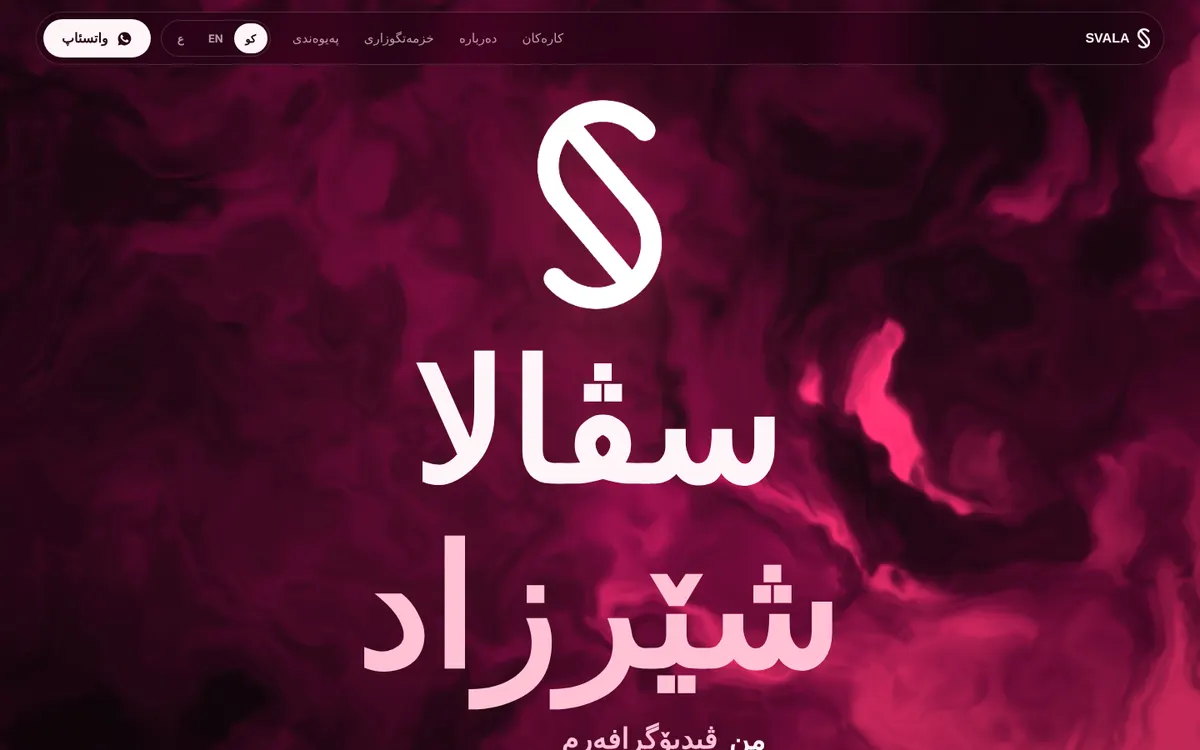 SVALA
کارەکان دەربارە خزمەتگوزاری پەیوەندی
کو EN ع
واتسئاپ
سڤالا
شێرزاد
من ڤیدیۆگرافەرم